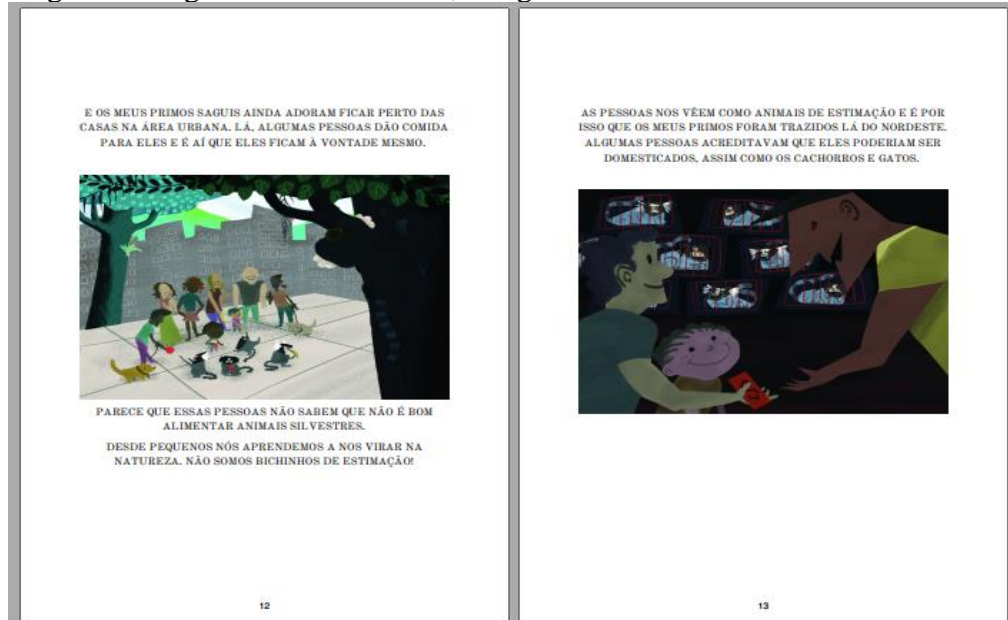 E OS MEUS PRIMOS SAGUIS AINDA ADORAM FICAR PERTO DAS
CASAS NA ÁREA URBANA. LÁ, ALGUMAS PESSOAS DÃO COMIDA
PARA ELES E É AÍ QUE ELES FICAM À VONTADE MESMO.
PARECE QUE ESSAS PESSOAS NÃO SABEM QUE NÃO É BOM
ALIMENTAR ANIMAIS SILVESTRES.
DESDE PEQUENOS NÓS APRENDEMOS A NOS VIRAR NA
NATUREZA. NÃO SOMOS BICHINHOS DE ESTIMAÇÃO!
12
AS PESSOAS NOS VÊEM COMO ANIMAIS DE ESTIMAÇÃO E É POR
ISSO QUE OS MEUS PRIMOS FORAM TRAZIDOS LÁ DO NORDESTE.
ALGUMAS PESSOAS ACREDITAVAM QUE ELES PODERIAM SER
DOMESTICADOS, ASSIM COMO OS CACHORROS E GATOS.
13